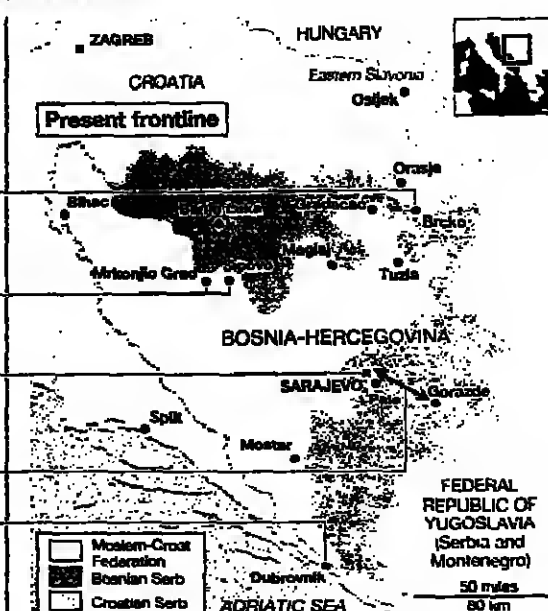 ZAGREB
HUNGARY
CROATIA
Eastern Slavonia
Osijek
Present frontline
Orasje
Bihac
Gradacac
Brcko
Maglaj
Mrkonjic Grad
Tuzla
BOSNIA-HERCEGOVINA
SARAJEVO
Gorazde
Split
Mostar
FEDERAL
REPUBLIC OF
YUGOSLAVIA
(Serbia and
Montenegro)
Moslem-Croat
Federation
Bosnian Serb
Croatian Serb
Dubrovnik
ADRIATIC SEA
50 miles
80 km